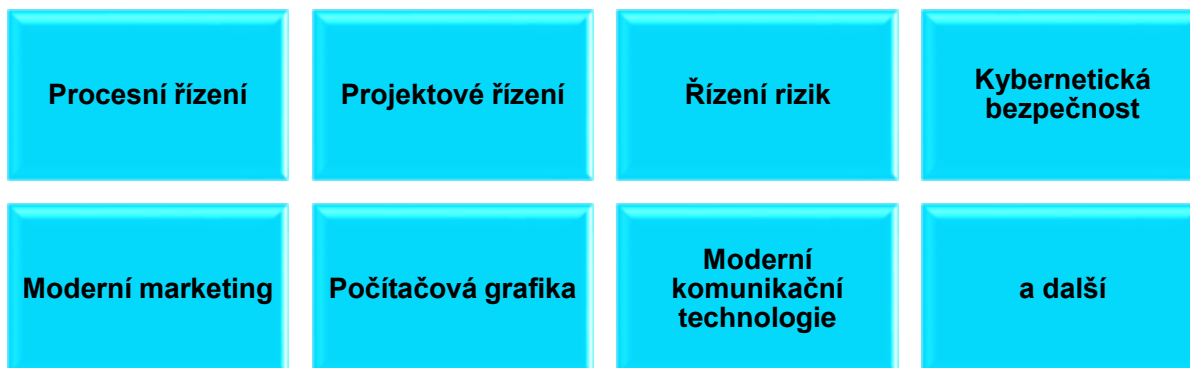 Procesní řízení
Projektové řízení
Řízení rizik
Kybernetická
bezpečnost
Moderní marketing
Počítačová grafika
Moderní
komunikační
technologie
a další